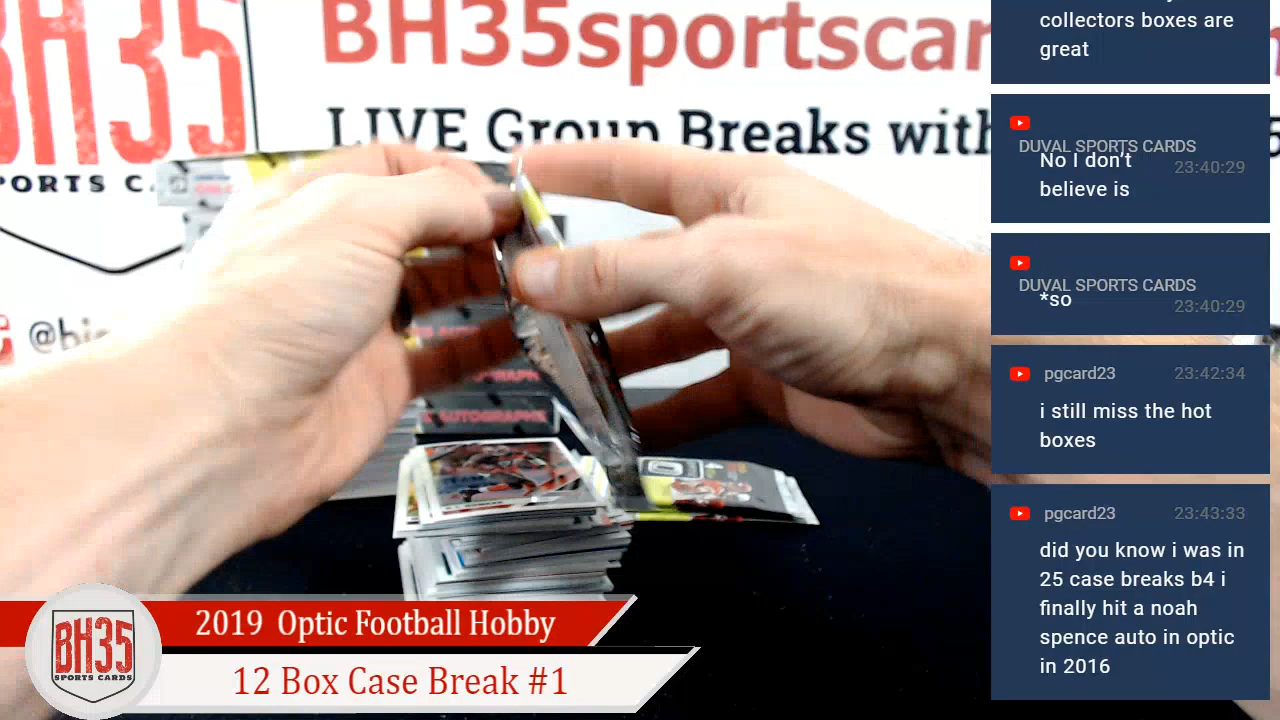 BH35
PORTS C
BH35sportscar
LIVE Group Breaks with
AUTOGRAPHS
2019 Optic Football Hobby
12 Box Case Break #1
BH35
SPORTS CARDS
collectors boxes are
great
DUVAL SPORTS CARDS
23:40:29
No I don't
believe is
DUVAL SPORTS CARDS
23:40:29
*so
pgcard23 23:42:34
i still miss the hot
boxes
pgcard23 23:43:33
did you know i was in
25 case breaks b4 i
finally hit a noah
spence auto in optic
in 2016